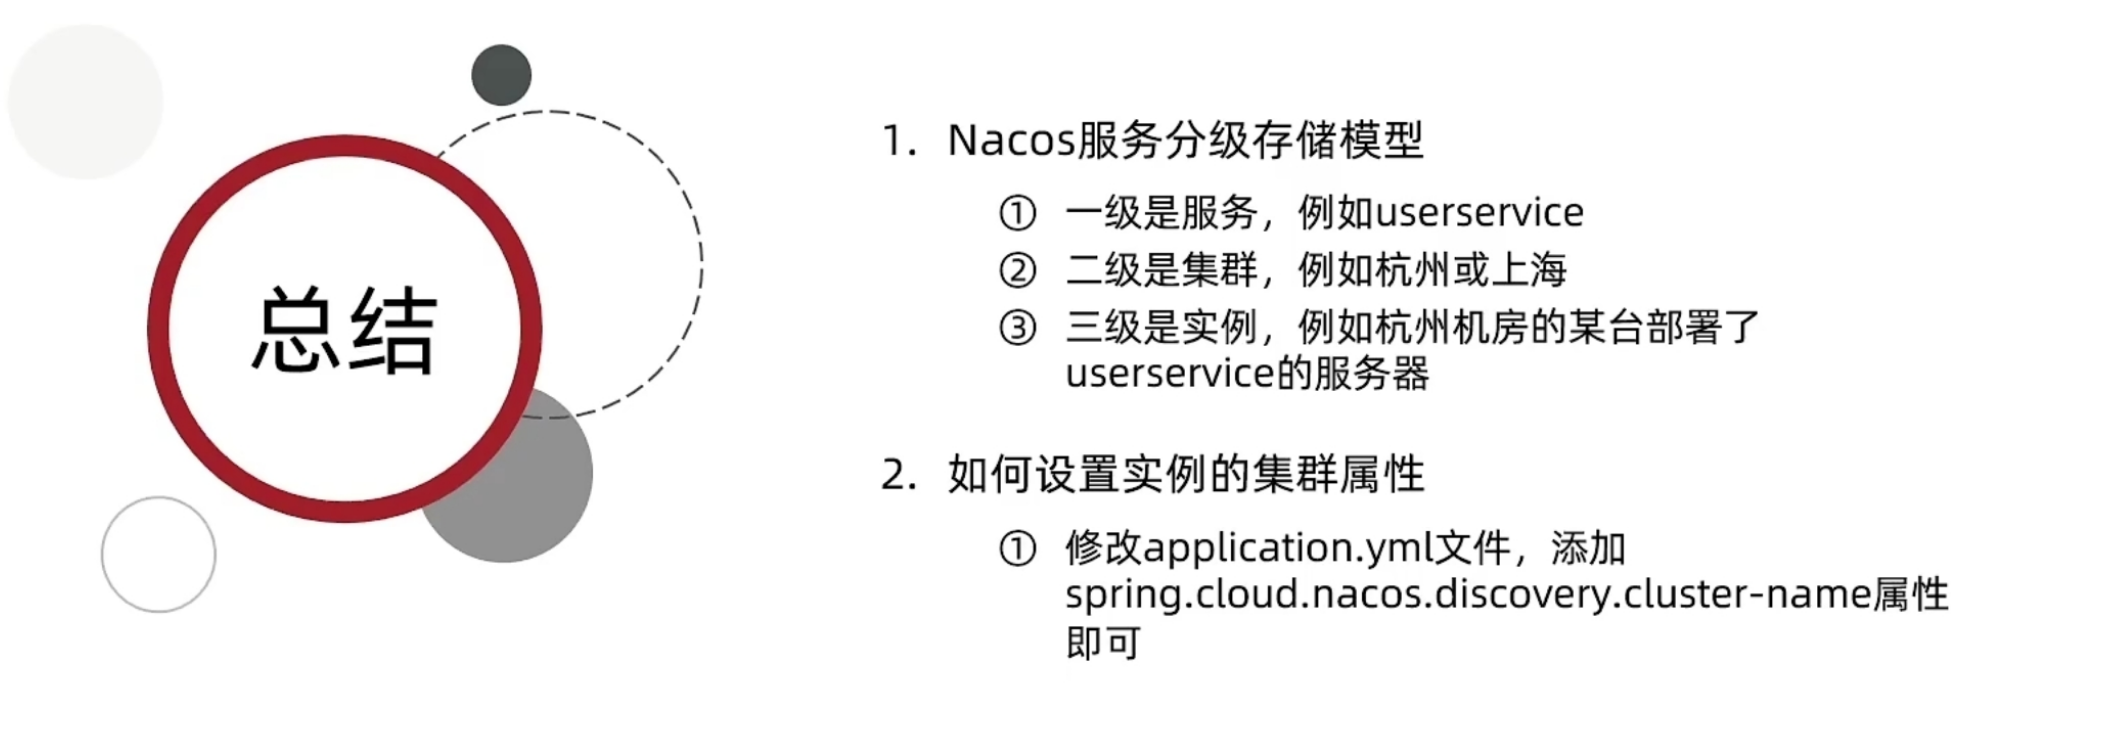 总结
1. Nacos服务分级存储模型
① 一级是服务，例如userservice
② 二级是集群，例如杭州或上海
③ 三级是实例，例如杭州机房的某台部署了
userservice的服务器
2. 如何设置实例的集群属性
① 修改application.yml文件，添加
spring.cloud.nacos.discovery.cluster-name属性
即可